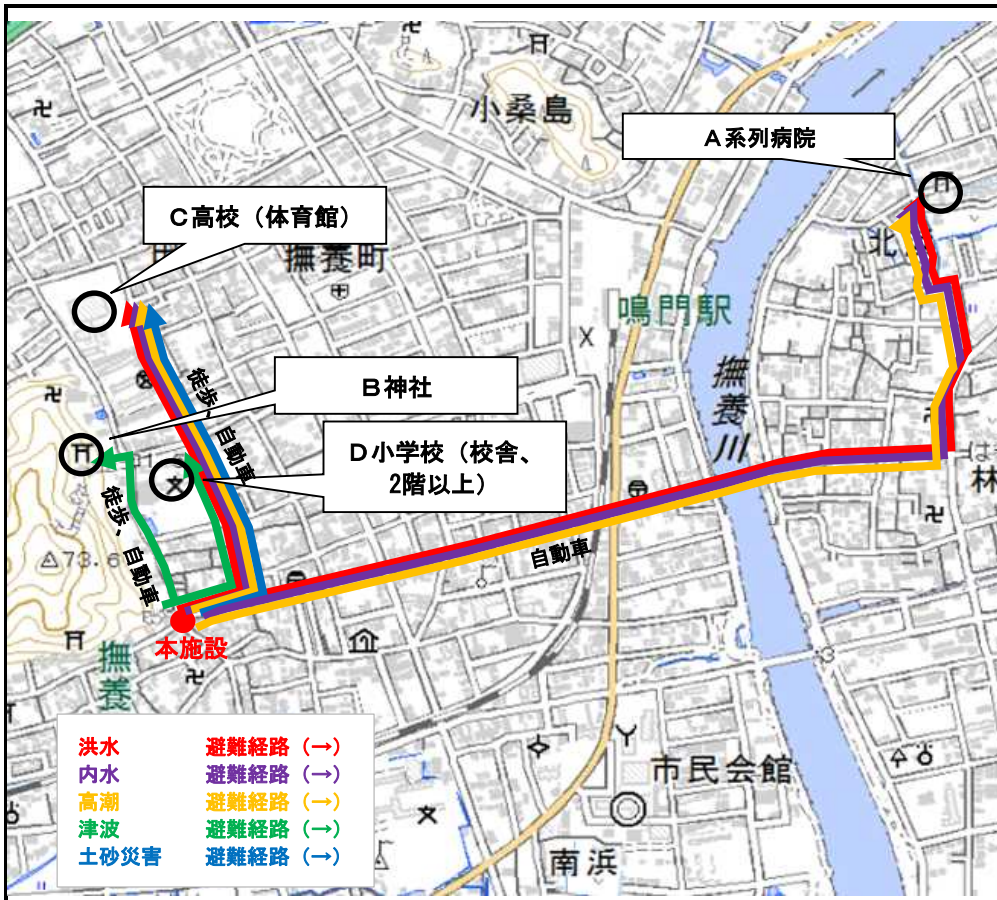 小桑島
A系列病院
C高校（体育館）
撫養町
北
鳴門駅
撫養川
B神社
徒歩、自動車
D小学校（校舎、
2階以上）
林
徒歩、自動車
73.6
自動車
本施設
撫養
洪水 避難経路（→）
内水 避難経路（→）
高潮 避難経路（→）
津波 避難経路（→）
土砂災害 避難経路（→）
市民会館
南浜